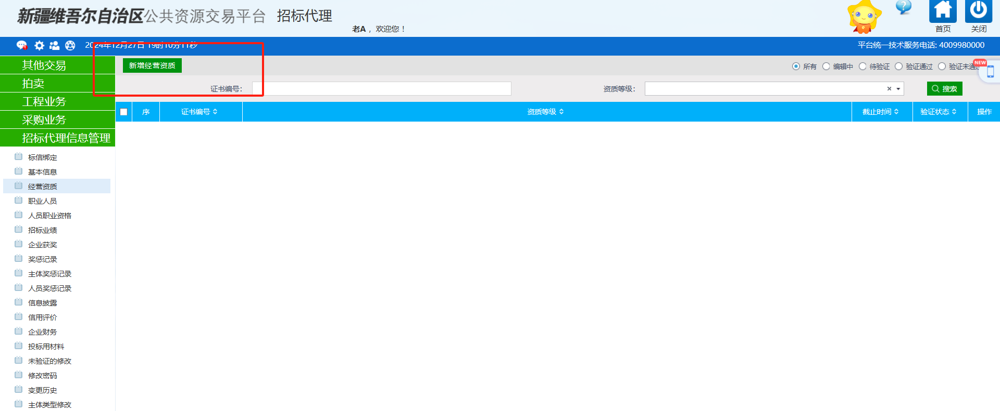 新疆维吾尔自治区公共资源交易平台 招标代理
老A，欢迎您！
首页
关闭
2024年12月27日 19时10分11秒
平台统一技术服务电话: 4009980000
其他交易
拍卖
工程业务
采购业务
招标代理信息管理
标信绑定
基本信息
经营资质
职业人员
人员职业资格
招标业绩
企业获奖
奖惩记录
主体奖惩记录
人员奖惩记录
信息披露
信用评价
企业财务
投标用材料
未验证的修改
修改密码
变更历史
主体类型修改
新增经营资质
所有 编辑中 待验证 验证通过 验证未通过
NEW
证书编号：
资质等级：
搜索
序 证书编号 资质等级 截止时间 验证状态 操作